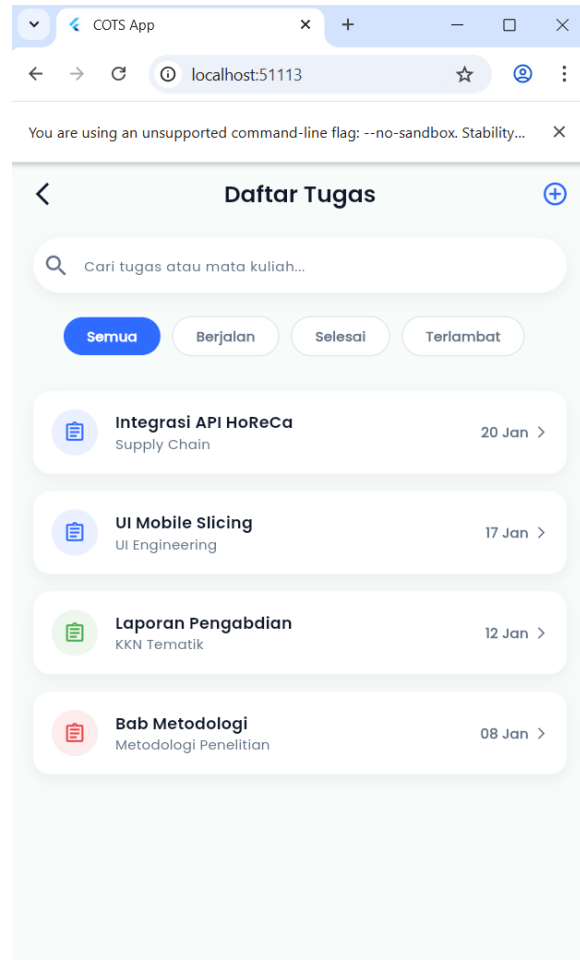 COTS App
localhost:51113
You are using an unsupported command-line flag: --no-sandbox. Stability...
Daftar Tugas
Cari tugas atau mata kuliah...
Semua Berjalan Selesai Terlambat
Integrasi API HoReCa
Supply Chain
20 Jan
UI Mobile Slicing
UI Engineering
17 Jan
Laporan Pengabdian
KKN Tematik
12 Jan
Bab Metodologi
Metodologi Penelitian
08 Jan